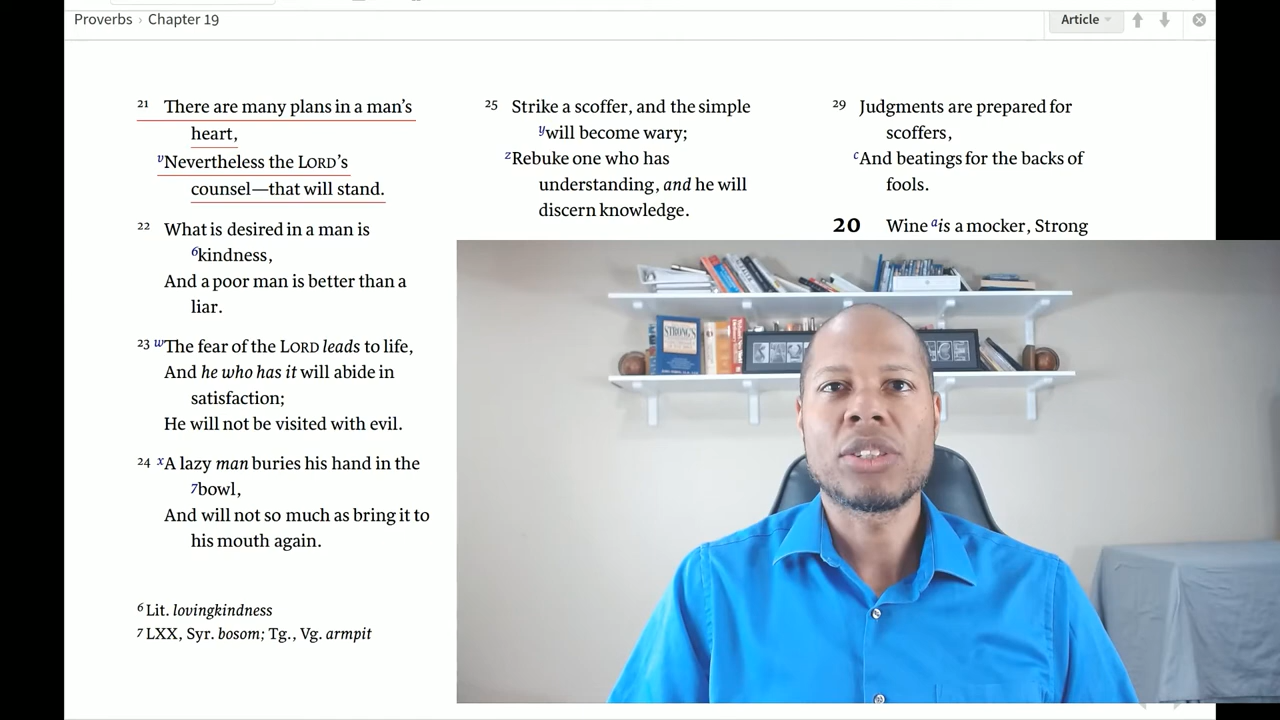 Proverbs › Chapter 19
Article
21 There are many plans in a man's
heart,
vNevertheless the LORD's
counsel—that will stand.
22 What is desired in a man is
6kindness,
And a poor man is better than a
liar.
23 wThe fear of the LORD leads to life,
And he who has it will abide in
satisfaction;
He will not be visited with evil.
24 xA lazy man buries his hand in the
7bowl,
And will not so much as bring it to
his mouth again.
6 Lit. lovingkindness
7 LXX, Syr. bosom; Tg., Vg. armpit
25 Strike a scoffer, and the simple
ywill become wary;
zRebuke one who has
understanding, and he will
discern knowledge.
29 Judgments are prepared for
scoffers,
cAnd beatings for the backs of
fools.
20 Wine ais a mocker, Strong
STRONG'S